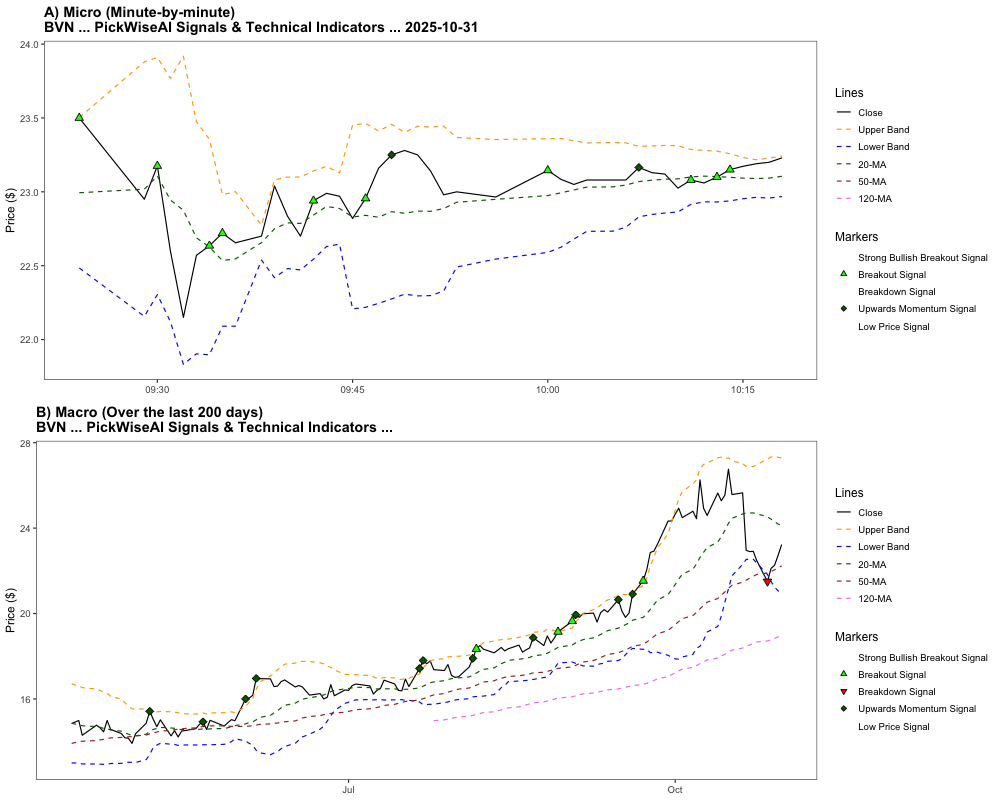 A) Micro (Minute-by-minute)
BVN ... PickWiseAI Signals & Technical Indicators ... 2025-10-31
Price ($)
24.0
23.5
23.0
22.5
22.0
09:30
09:45
10:00
10:15
Lines
Close
Upper Band
Lower Band
20-MA
50-MA
120-MA
Markers
Strong Bullish Breakout Signal
Breakout Signal
Breakdown Signal
Upwards Momentum Signal
Low Price Signal
B) Macro (Over the last 200 days)
BVN ... PickWiseAI Signals & Technical Indicators ...
Price ($)
28
24
20
16
Jul
Oct
Lines
Close
Upper Band
Lower Band
20-MA
50-MA
120-MA
Markers
Strong Bullish Breakout Signal
Breakout Signal
Breakdown Signal
Upwards Momentum Signal
Low Price Signal